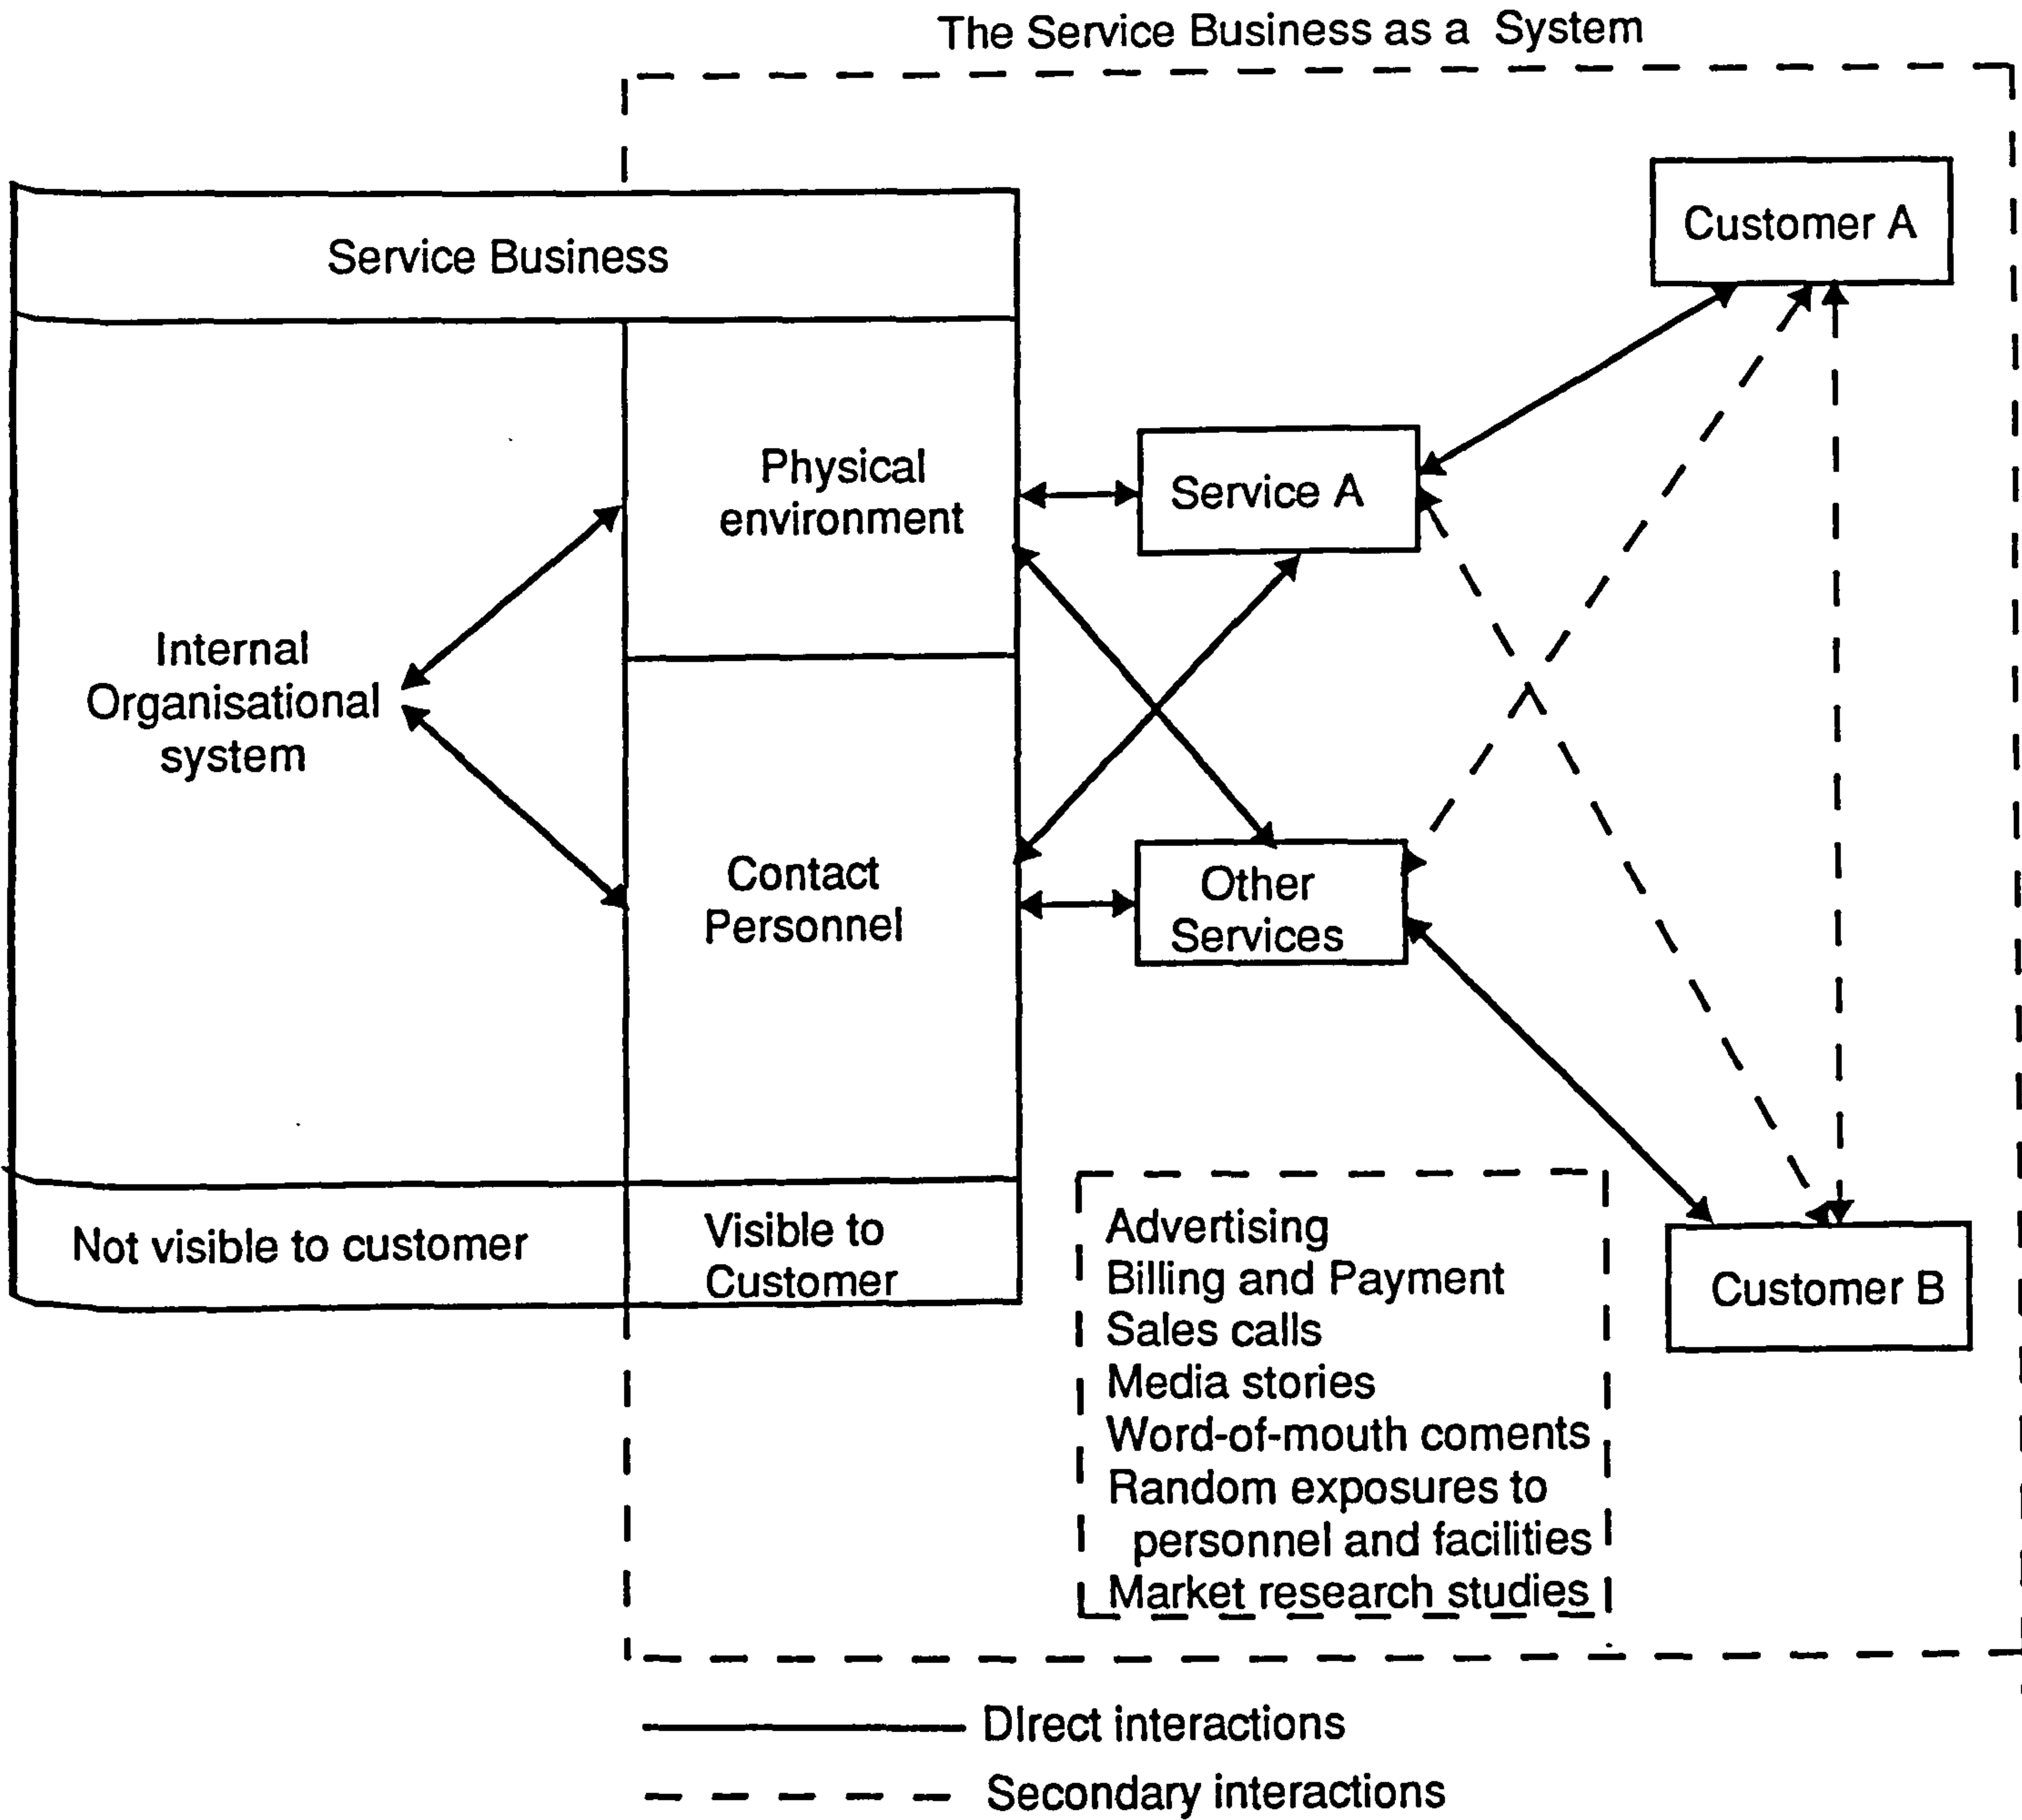 The Service Business as a System
Service Business
Customer A
Physical
environment
Service A
Internal
Organisational
system
Contact
Personnel
Other
Services
Not visible to customer
Visible to
Customer
Advertising
Billing and Payment
Sales calls
Media stories
Word-of-mouth coments
Random exposures to
personnel and facilities
Market research studies
Customer B
DIrect interactions
Secondary interactions